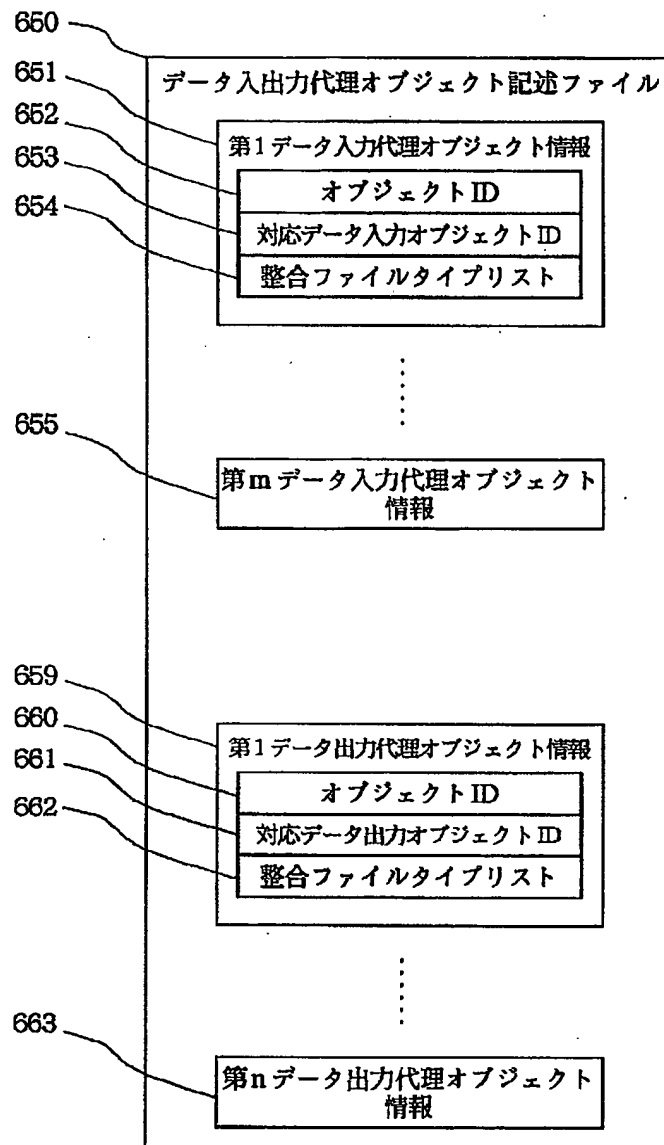 650
データ入出力代理オブジェクト記述ファイル
651
第1データ入力代理オブジェクト情報
652
オブジェクトID
653
対応データ入力オブジェクトID
654
整合ファイルタイプリスト
655
第mデータ入力代理オブジェクト
情報
659
第1データ出力代理オブジェクト情報
660
オブジェクトID
661
対応データ出力オブジェクトID
662
整合ファイルタイプリスト
663
第nデータ出力代理オブジェクト
情報